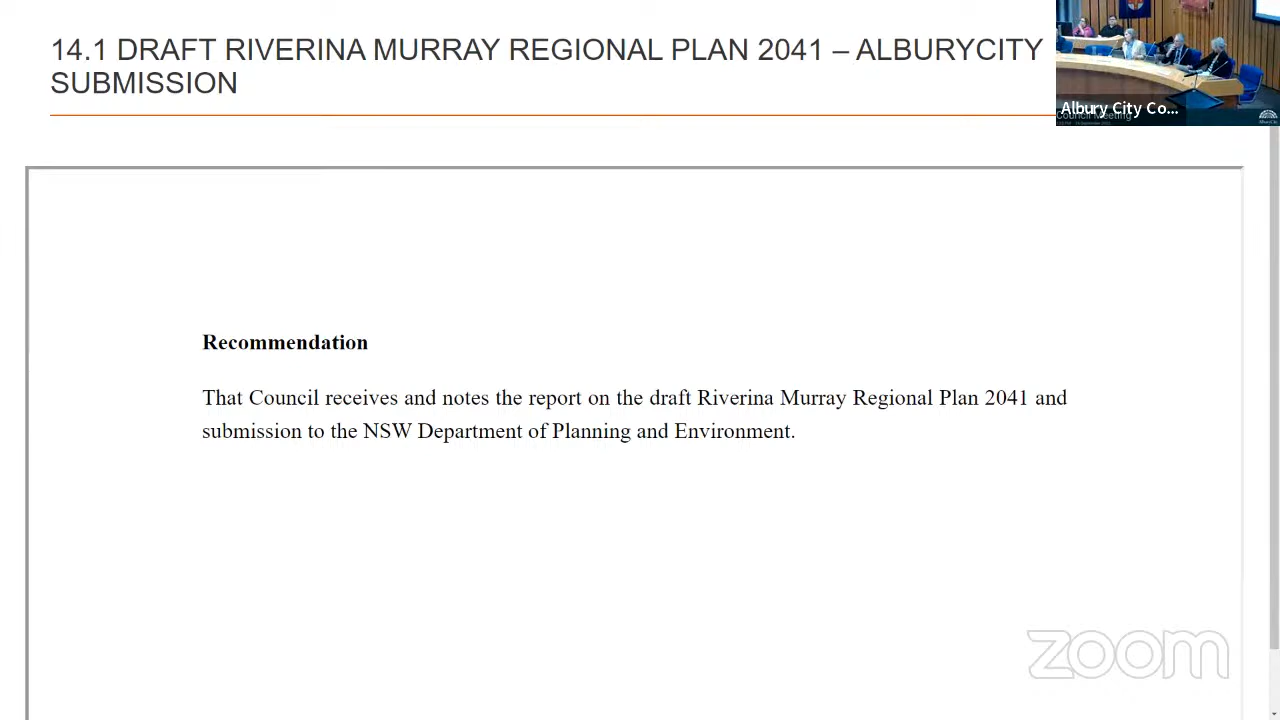 14.1 DRAFT RIVERINA MURRAY REGIONAL PLAN 2041 – ALBURYCITY
SUBMISSION
Albury City Co...
Council Meeting
Recommendation
That Council receives and notes the report on the draft Riverina Murray Regional Plan 2041 and
submission to the NSW Department of Planning and Environment.
zoom